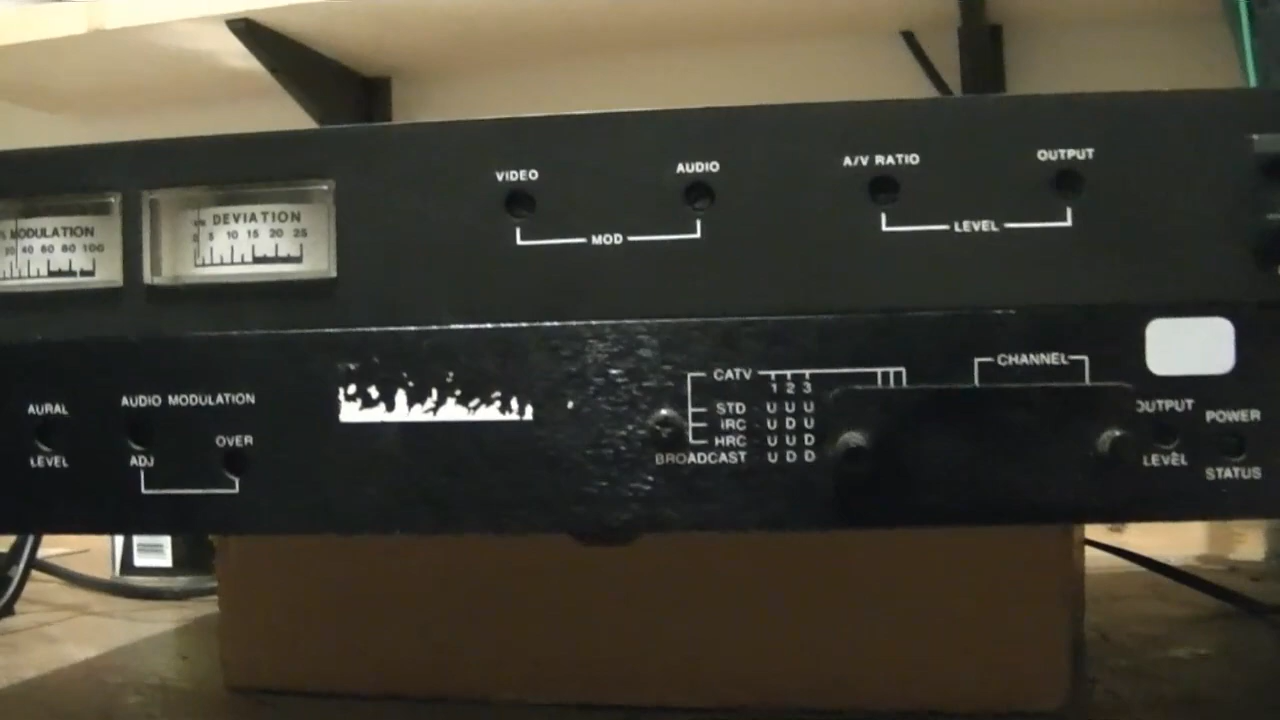 VIDEO
AUDIO
MOD
A/V RATIO
OUTPUT
LEVEL
% MODULATION
40 60 80 100
DEVIATION
5 10 15 20 25
AURAL
LEVEL
AUDIO MODULATION
ADJ
OVER
CATV
1 2 3
STD U U U
IRC U D U
HRC U U D
BROADCAST U D D
CHANNEL
OUTPUT
LEVEL
POWER
STATUS